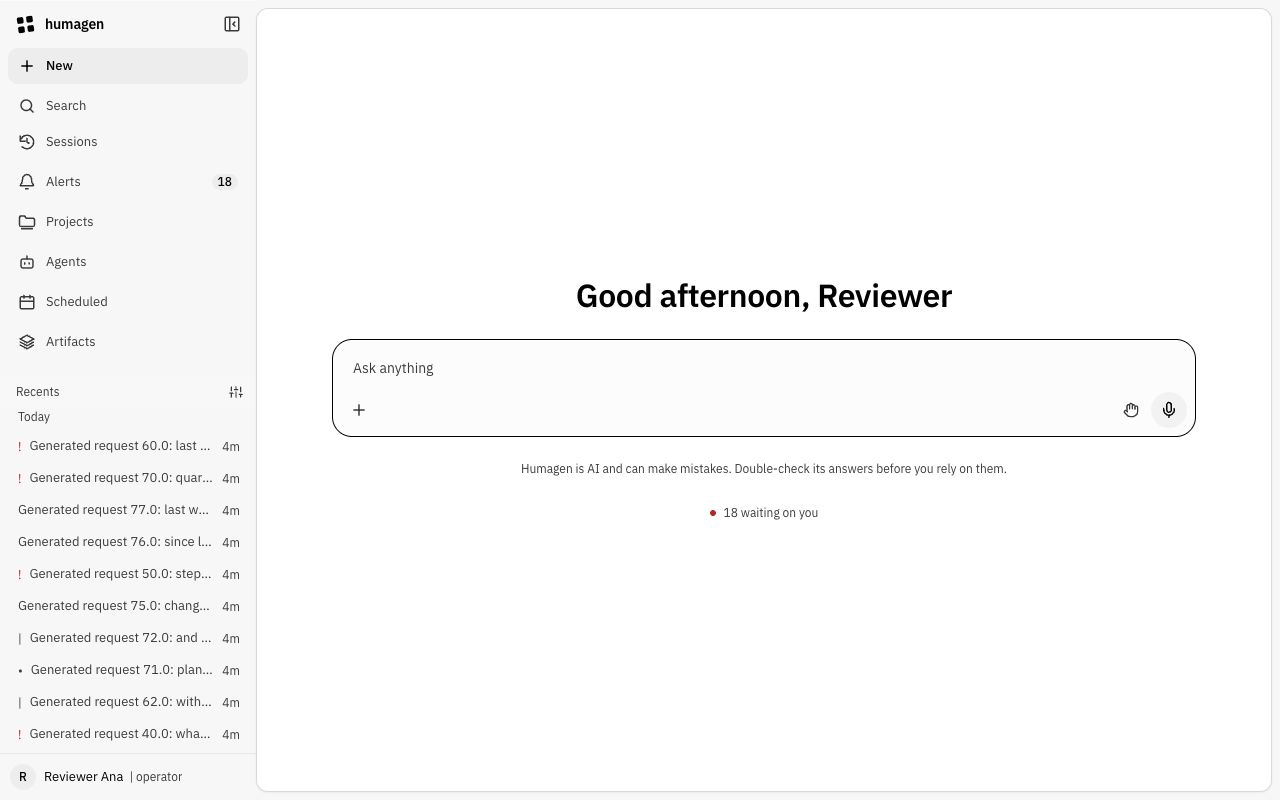 humagen
New
Search
Sessions
Alerts 18
Projects
Agents
Scheduled
Artifacts
Recents
Today
! Generated request 60.0: last ... 4m
! Generated request 70.0: quar... 4m
Generated request 77.0: last w... 4m
Generated request 76.0: since l... 4m
! Generated request 50.0: step... 4m
Generated request 75.0: chang... 4m
| Generated request 72.0: and ... 4m
• Generated request 71.0: plan... 4m
| Generated request 62.0: with... 4m
! Generated request 40.0: wha... 4m
R Reviewer Ana | operator
Good afternoon, Reviewer
Ask anything
Humagen is AI and can make mistakes. Double-check its answers before you rely on them.
18 waiting on you